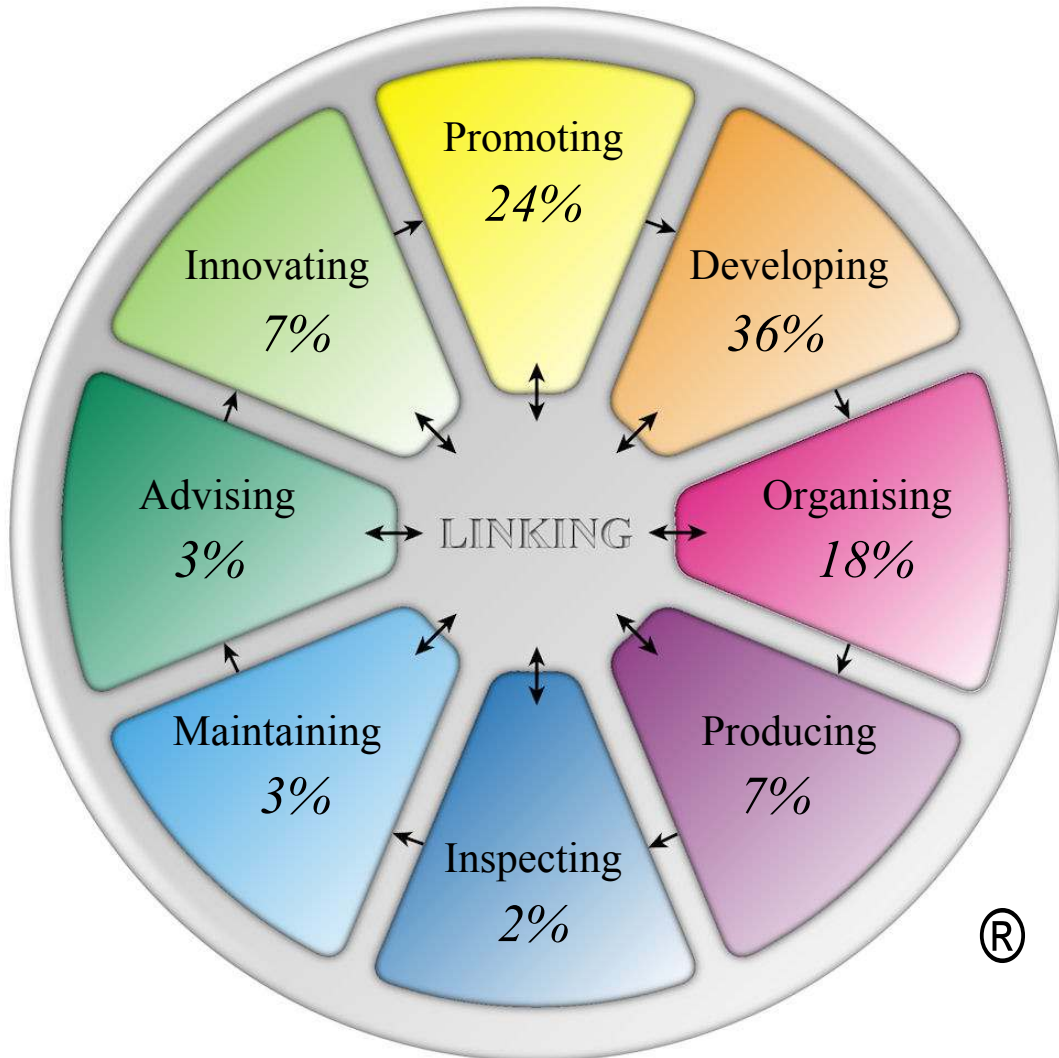 Promoting
24%
Developing
36%
Organising
18%
Producing
7%
Inspecting
2%
Maintaining
3%
Advising
3%
Innovating
7%
LINKING
®